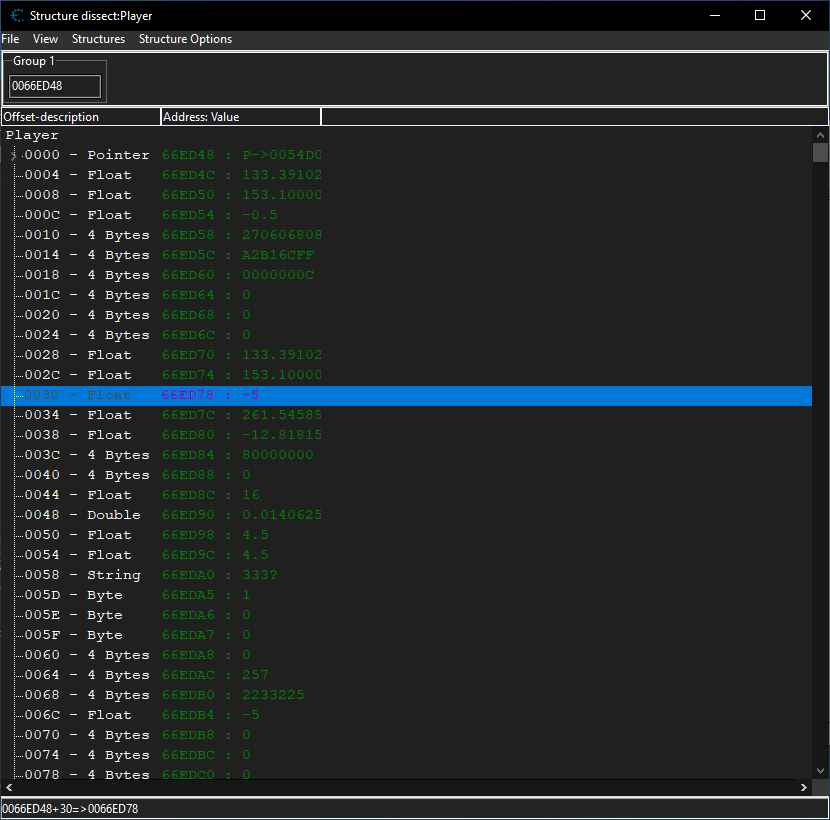 Structure dissect:Player
File View Structures Structure Options
Group 1
0066ED48
Offset-description Address: Value
Player
0000 - Pointer 66ED48 : P->0054D0
0004 - Float 66ED4C : 133.39102
0008 - Float 66ED50 : 153.10000
000C - Float 66ED54 : -0.5
0010 - 4 Bytes 66ED58 : 270606808
0014 - 4 Bytes 66ED5C : A2B16CFF
0018 - 4 Bytes 66ED60 : 0000000C
001C - 4 Bytes 66ED64 : 0
0020 - 4 Bytes 66ED68 : 0
0024 - 4 Bytes 66ED6C : 0
0028 - Float 66ED70 : 133.39102
002C - Float 66ED74 : 153.10000
0030 - Float 66ED78 : -5
0034 - Float 66ED7C : 261.54589
0038 - Float 66ED80 : -12.81815
003C - 4 Bytes 66ED84 : 80000000
0040 - 4 Bytes 66ED88 : 0
0044 - Float 66ED8C : 16
0048 - Double 66ED90 : 0.0140625
0050 - Float 66ED98 : 4.5
0054 - Float 66ED9C : 4.5
0058 - String 66EDA0 : 333?
005D - Byte 66EDA5 : 1
005E - Byte 66EDA6 : 0
005F - Byte 66EDA7 : 0
0060 - 4 Bytes 66EDA8 : 0
0064 - 4 Bytes 66EDAC : 257
0068 - 4 Bytes 66EDB0 : 2233225
006C - Float 66EDB4 : -5
0070 - 4 Bytes 66EDB8 : 0
0074 - 4 Bytes 66EDBC : 0
0078 - 4 Bytes 66EDC0 : 0
0066ED48+30=>0066ED78